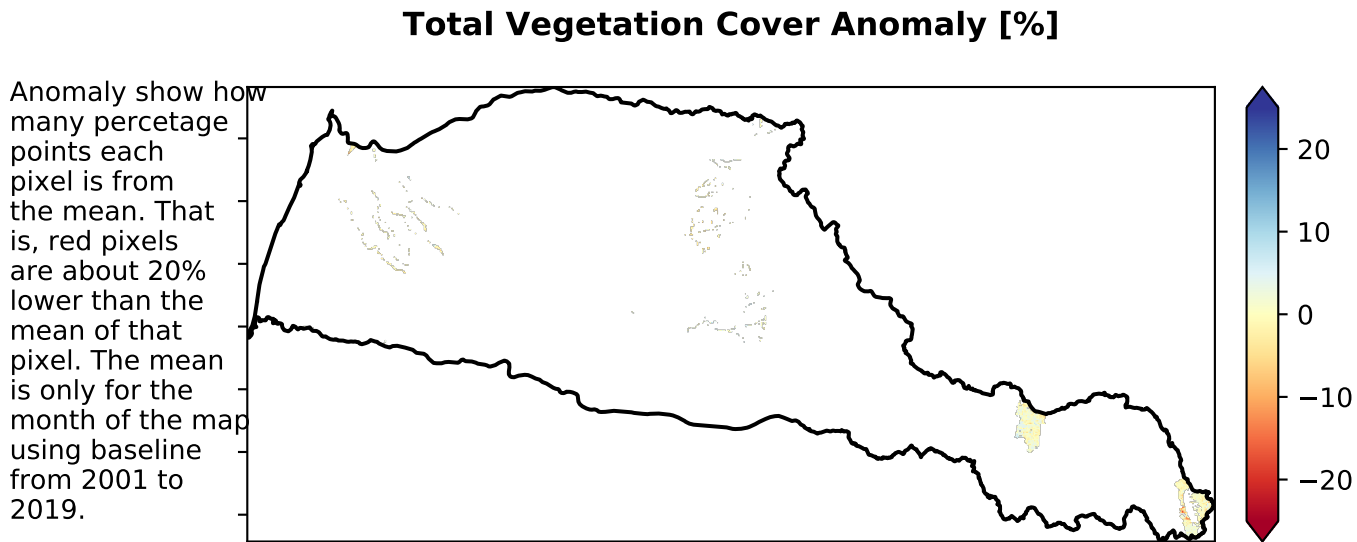 Total Vegetation Cover Anomaly [%]
Anomaly show how
many percetage
points each
pixel is from
the mean. That
is, red pixels
are about 20%
lower than the
mean of that
pixel. The mean
is only for the
month of the map
using baseline
from 2001 to
2019.
20
10
0
−10
−20